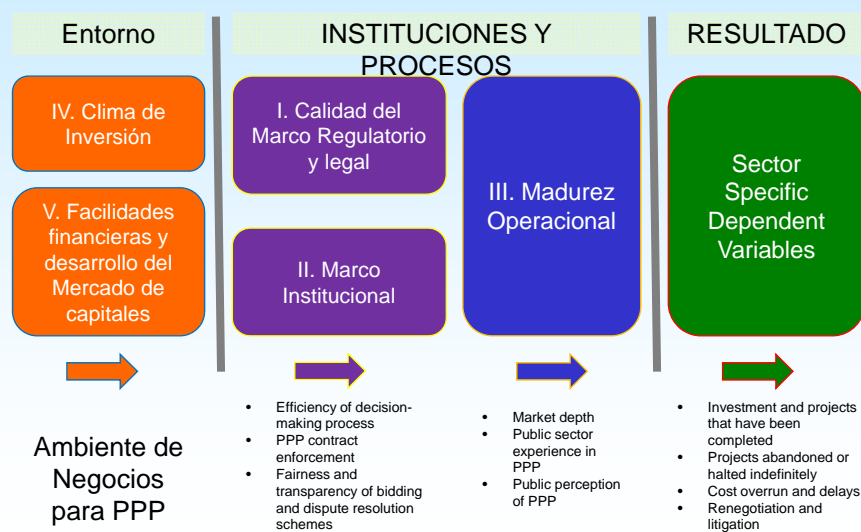 Entorno
INSTITUCIONES Y
PROCESOS
RESULTADO
IV. Clima de
Inversión
V. Facilidades
financieras y
desarrollo del
Mercado de
capitales
I. Calidad del
Marco Regulatorio
y legal
II. Marco
Institucional
III. Madurez
Operacional
Sector
Specific
Dependent
Variables
Ambiente de
Negocios
para PPP
• Efficiency of decision-
making process
• PPP contract
enforcement
• Fairness and
transparency of bidding
and dispute resolution
schemes
• Market depth
• Public sector
experience in
PPP
• Public perception
of PPP
• Investment and projects
that have been
completed
• Projects abandoned or
halted indefinitely
• Cost overrun and delays
• Renegotiation and
litigation